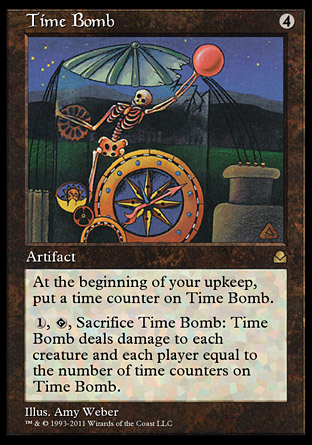 Time Bomb 4
Artifact
At the beginning of your upkeep,
put a time counter on Time Bomb.
1, , Sacrifice Time Bomb: Time
Bomb deals damage to each
creature and each player equal to
the number of time counters on
Time Bomb.
Illus. Amy Weber
™ & © 1993-2011 Wizards of the Coast LLC